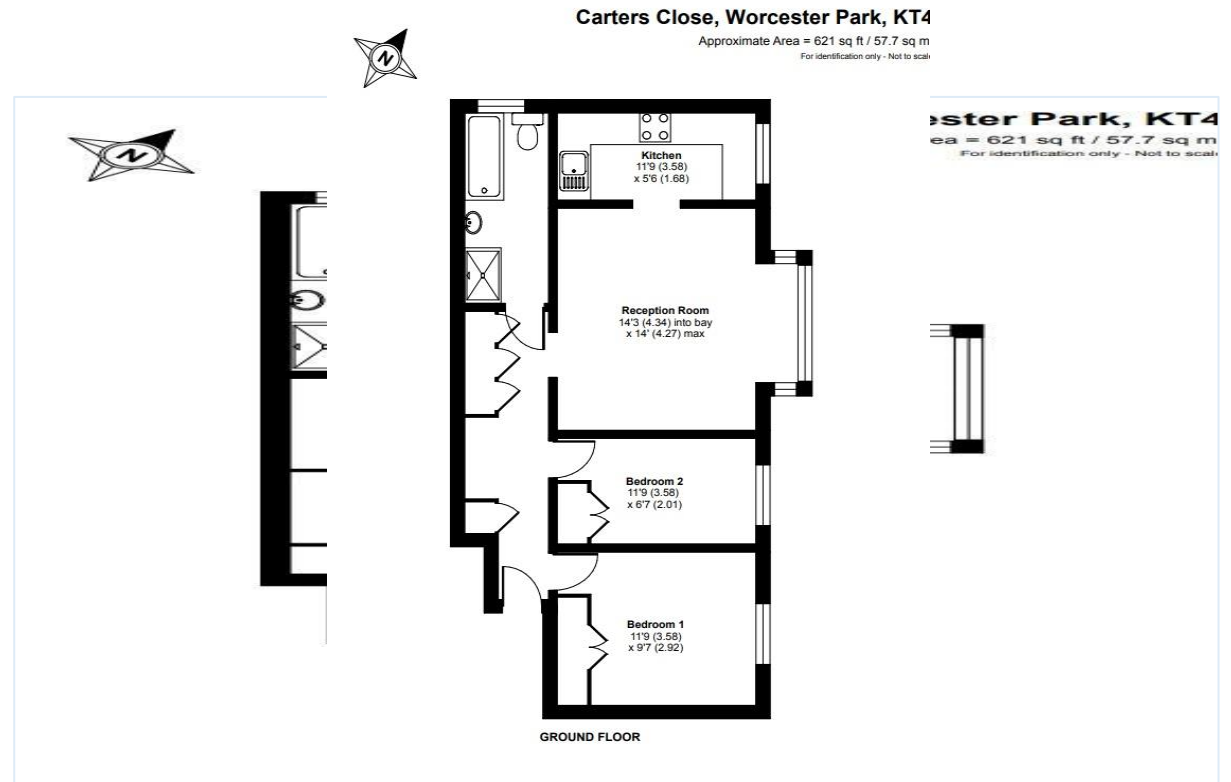 Carters Close, Worcester Park, KT4
Approximate Area = 621 sq ft / 57.7 sq m
For identification only - Not to scale
N
N
ster Park, KT4
ea = 621 sq ft / 57.7 sq m
For identification only - Not to scal
Kitchen
11'9 (3.58)
x 5'6 (1.68)
Reception Room
14'3 (4.34) into bay
x 14' (4.27) max
Bedroom 2
11'9 (3.58)
x 6'7 (2.01)
Bedroom 1
11'9 (3.58)
x 9'7 (2.92)
GROUND FLOOR